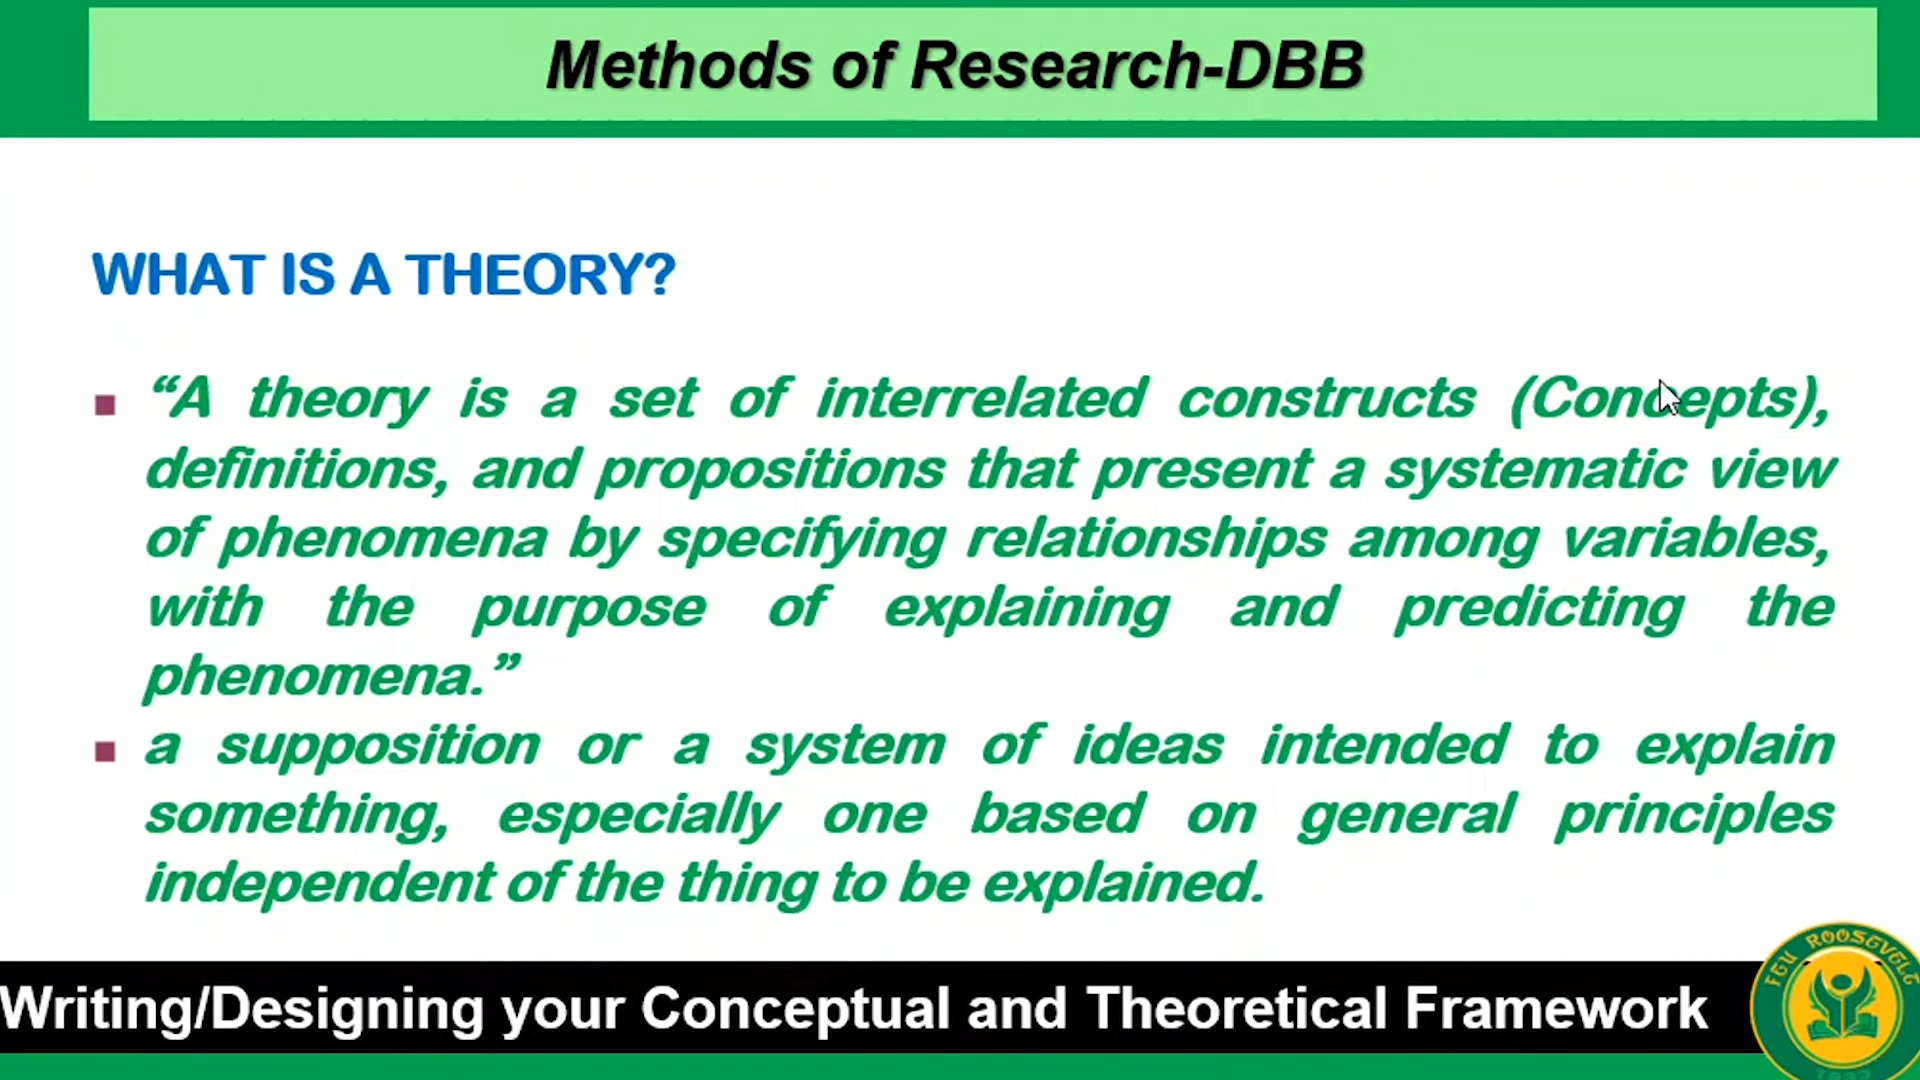 Methods of Research-DBB
WHAT IS A THEORY?
“A theory is a set of interrelated constructs (Concepts),
definitions, and propositions that present a systematic view
of phenomena by specifying relationships among variables,
with the purpose of explaining and predicting the
phenomena.”
a supposition or a system of ideas intended to explain
something, especially one based on general principles
independent of the thing to be explained.
Writing/Designing your Conceptual and Theoretical Framework
FEU ROOSEVELT
1933